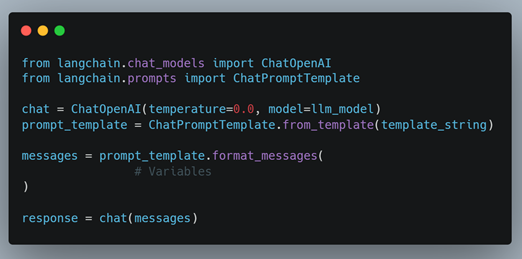 from langchain.chat_models import ChatOpenAI
from langchain.prompts import ChatPromptTemplate
chat = ChatOpenAI(temperature=0.0, model=llm_model)
prompt_template = ChatPromptTemplate.from_template(template_string)
messages = prompt_template.format_messages(
# Variables
)
response = chat(messages)